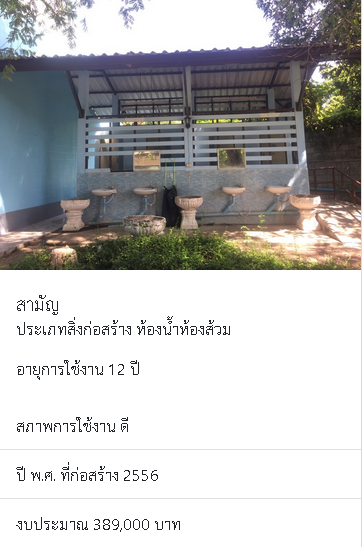 สามัญ
ประเภทสิ่งก่อสร้าง ห้องน้ำห้องส้วม
อายุการใช้งาน 12 ปี
สภาพการใช้งาน ดี
ปี พ.ศ. ที่ก่อสร้าง 2556
งบประมาณ 389,000 บาท